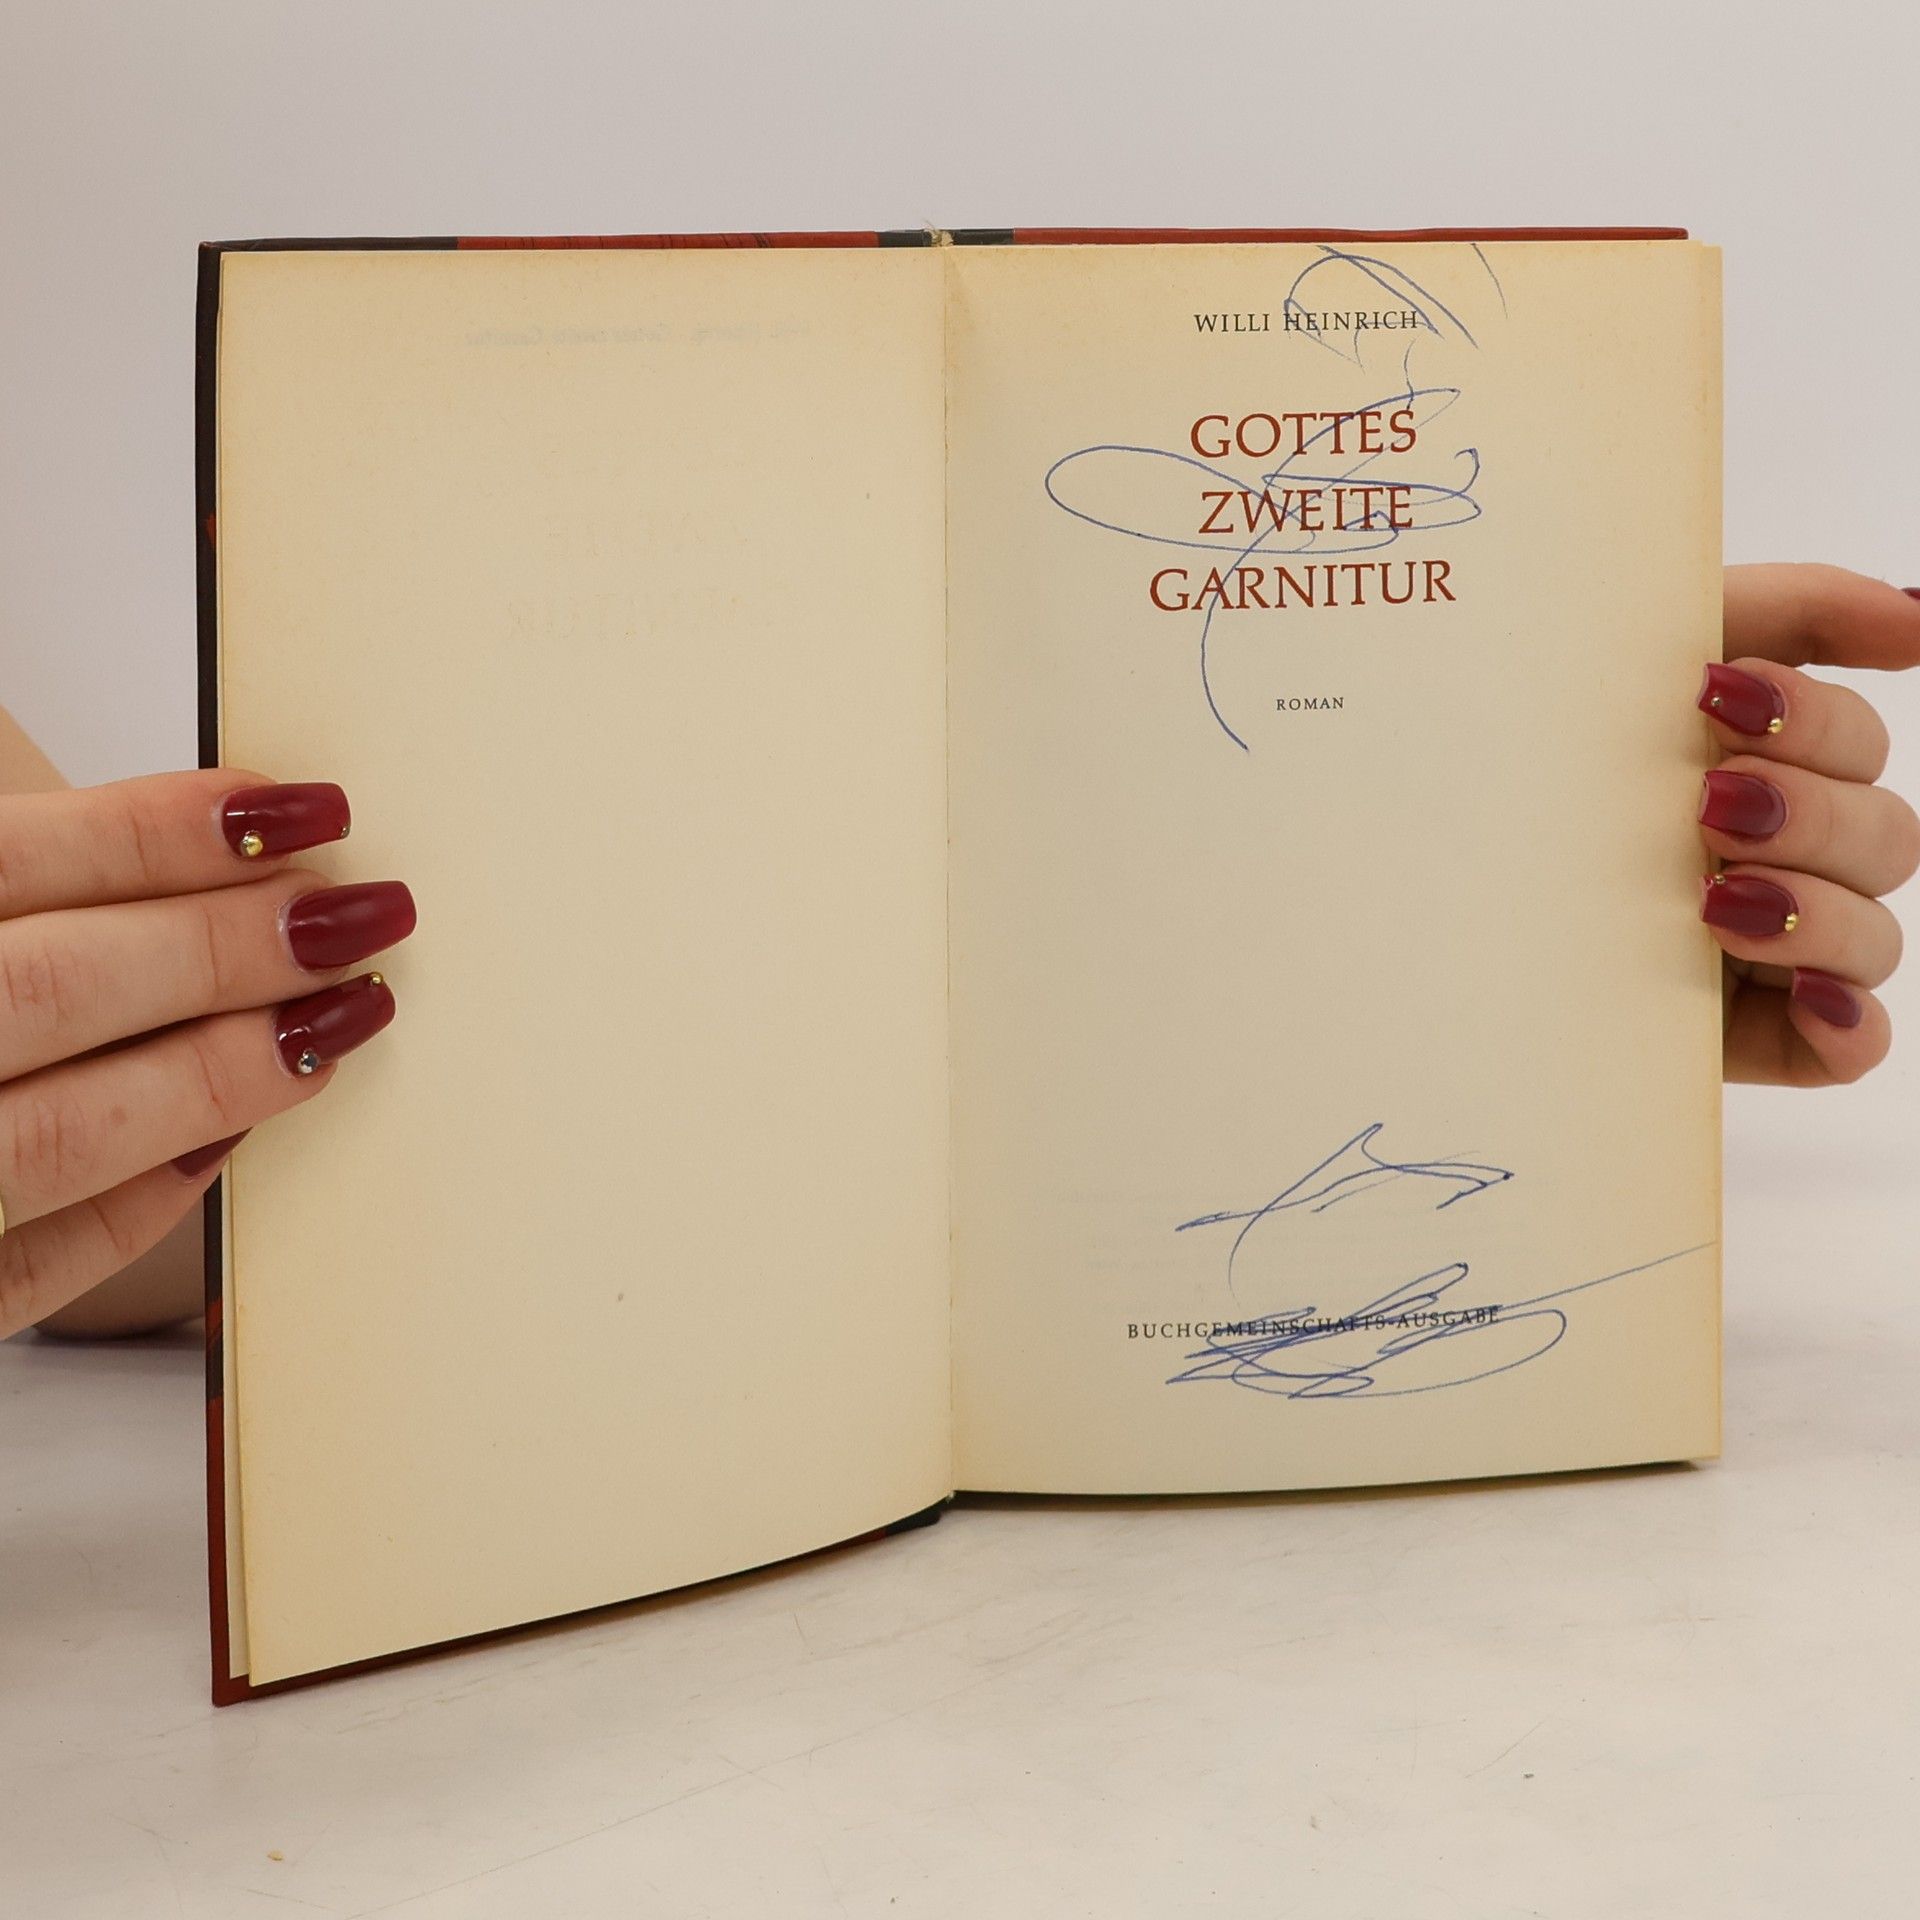 WILLI HEINRICH
GOTTES
ZWEITE
GARNITUR
ROMAN
BUCHGEMEINSCHAFTS-AUSGABE